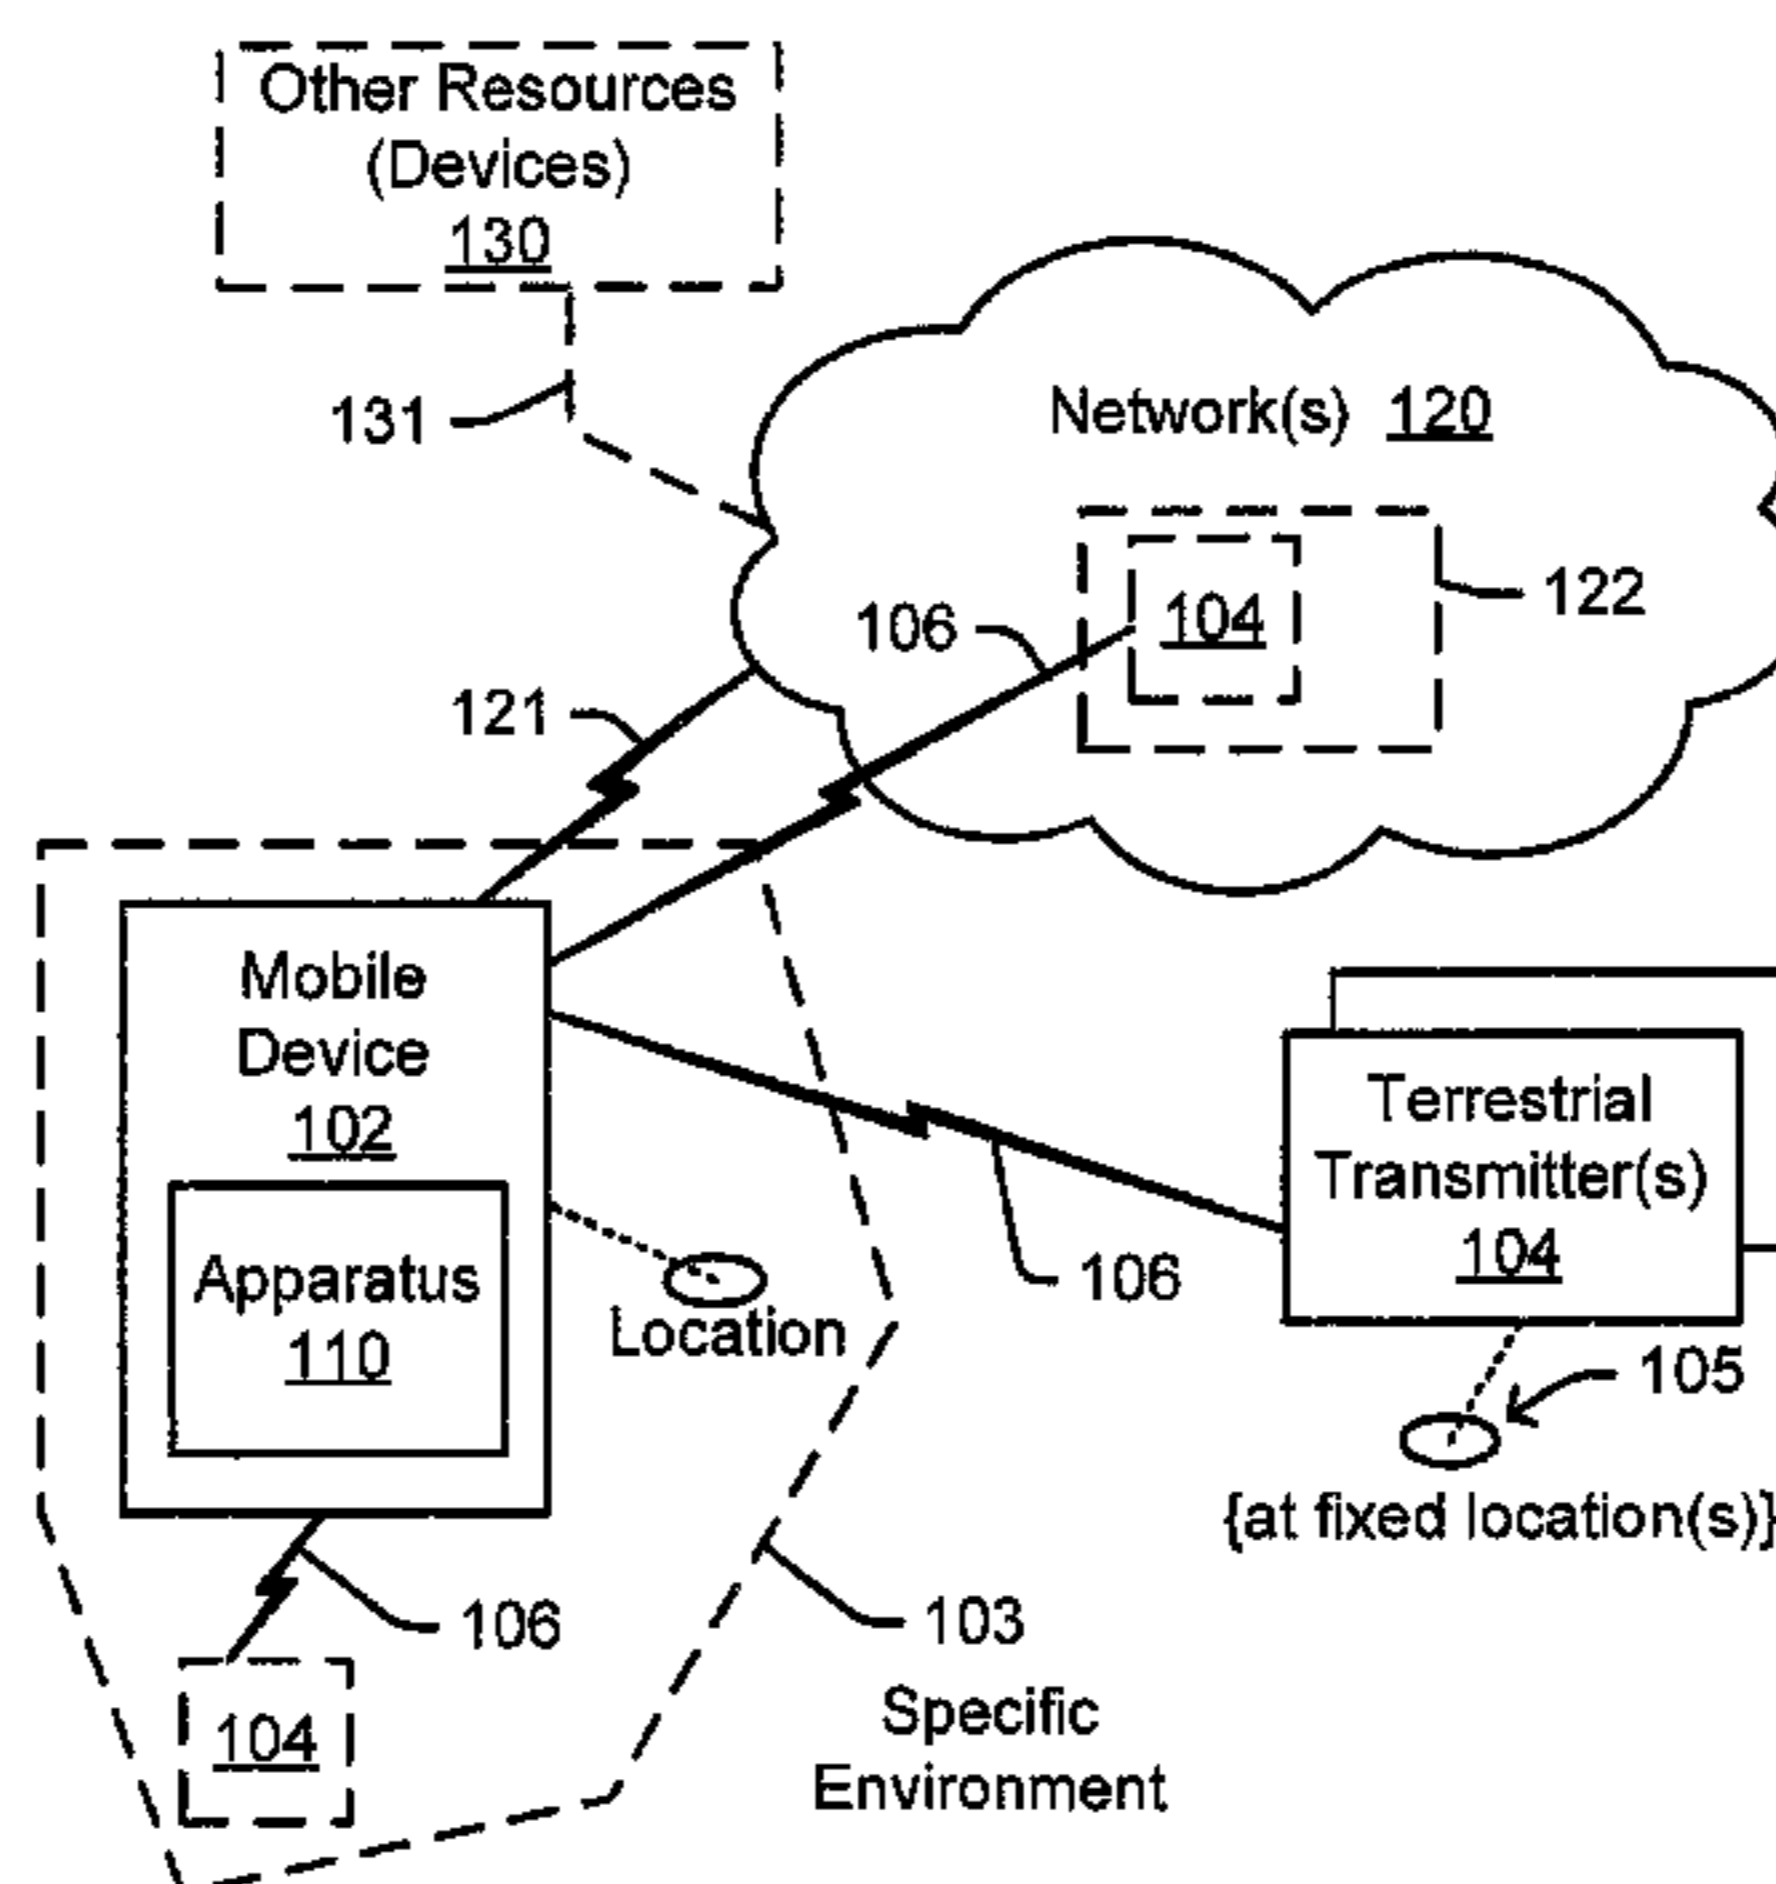 Other Resources
(Devices)
130
131
Network(s) 120
122
104
106
121
Mobile
Device
102
Terrestrial
Transmitter(s)
104
Apparatus
110
Location
106
105
{at fixed location(s)}
106
103
104
Specific
Environment